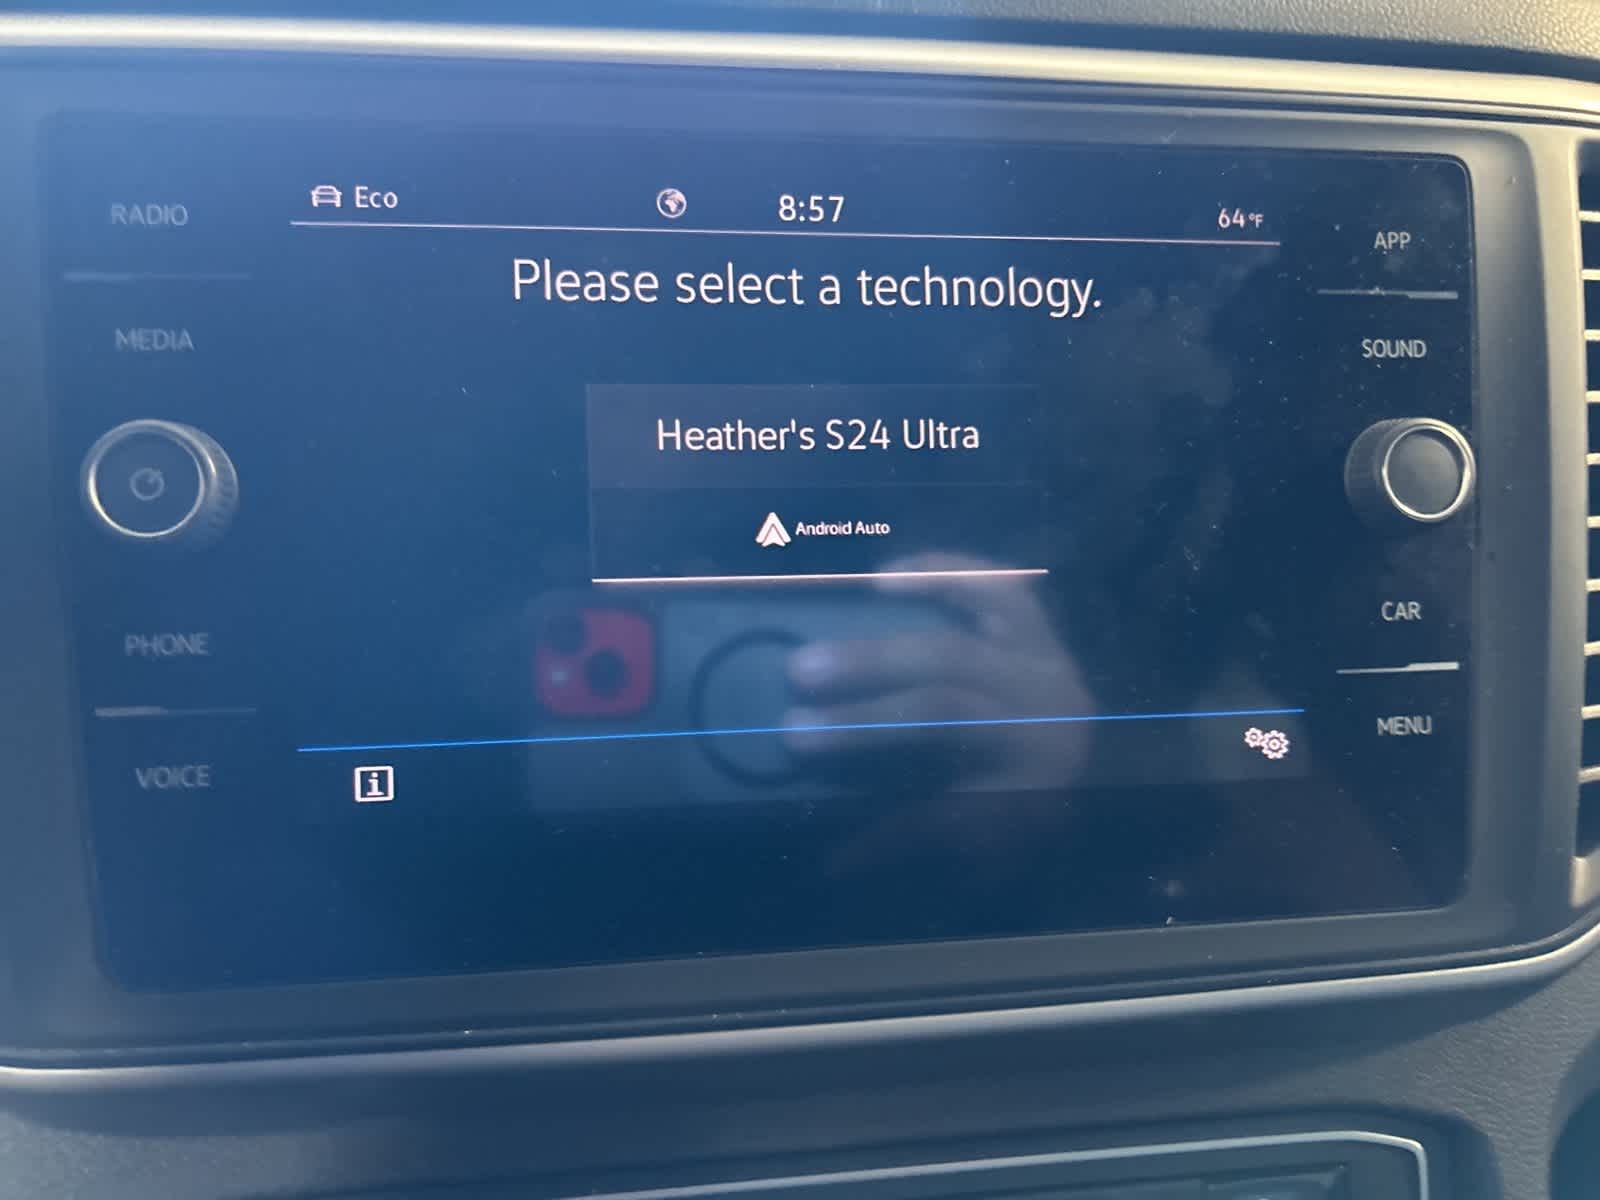 Eco 8:57 64°F
Please select a technology.
Heather's S24 Ultra
Android Auto
RADIO
MEDIA
PHONE
VOICE
APP
SOUND
CAR
MENU
i